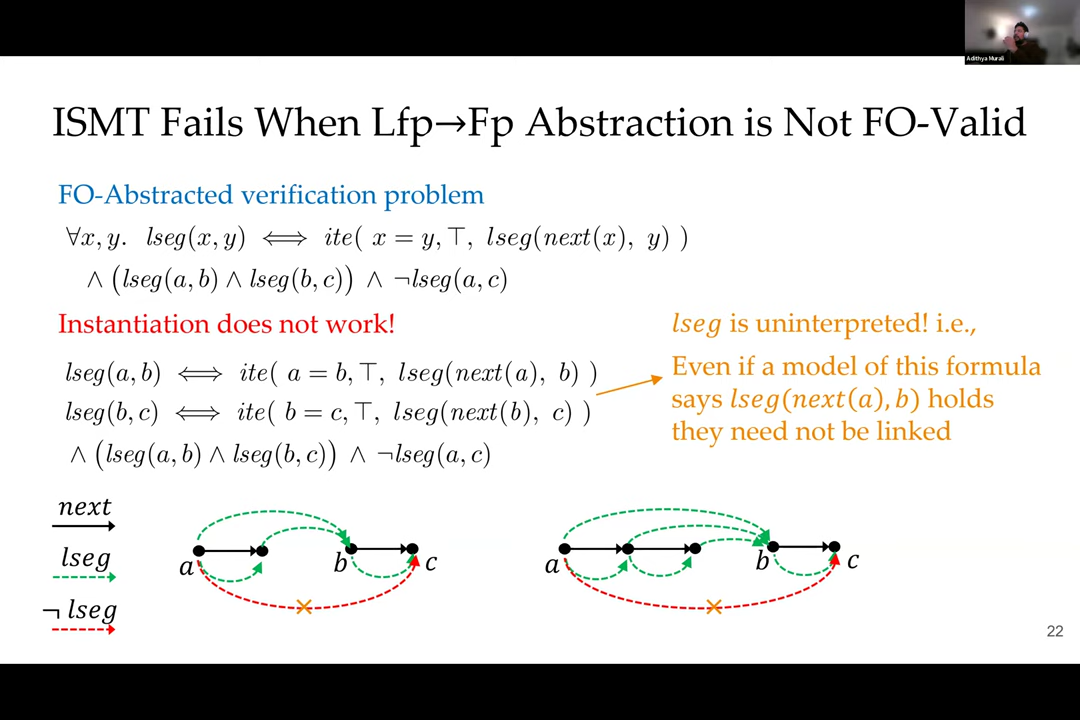 Adithya Murali
ISMT Fails When Lfp→Fp Abstraction is Not FO-Valid
FO-Abstracted verification problem
∀x, y. lseg(x, y) ⟺ ite( x = y, ⊤, lseg(next(x), y) )
∧ (lseg(a, b) ∧ lseg(b, c)) ∧ ¬lseg(a, c)
Instantiation does not work!
lseg(a, b) ⟺ ite( a = b, ⊤, lseg(next(a), b) )
lseg(b, c) ⟺ ite( b = c, ⊤, lseg(next(b), c) )
∧ (lseg(a, b) ∧ lseg(b, c)) ∧ ¬lseg(a, c)
lseg is uninterpreted! i.e.,
Even if a model of this formula
says lseg(next(a), b) holds
they need not be linked
next
lseg
¬ lseg
a b c
a b c
22